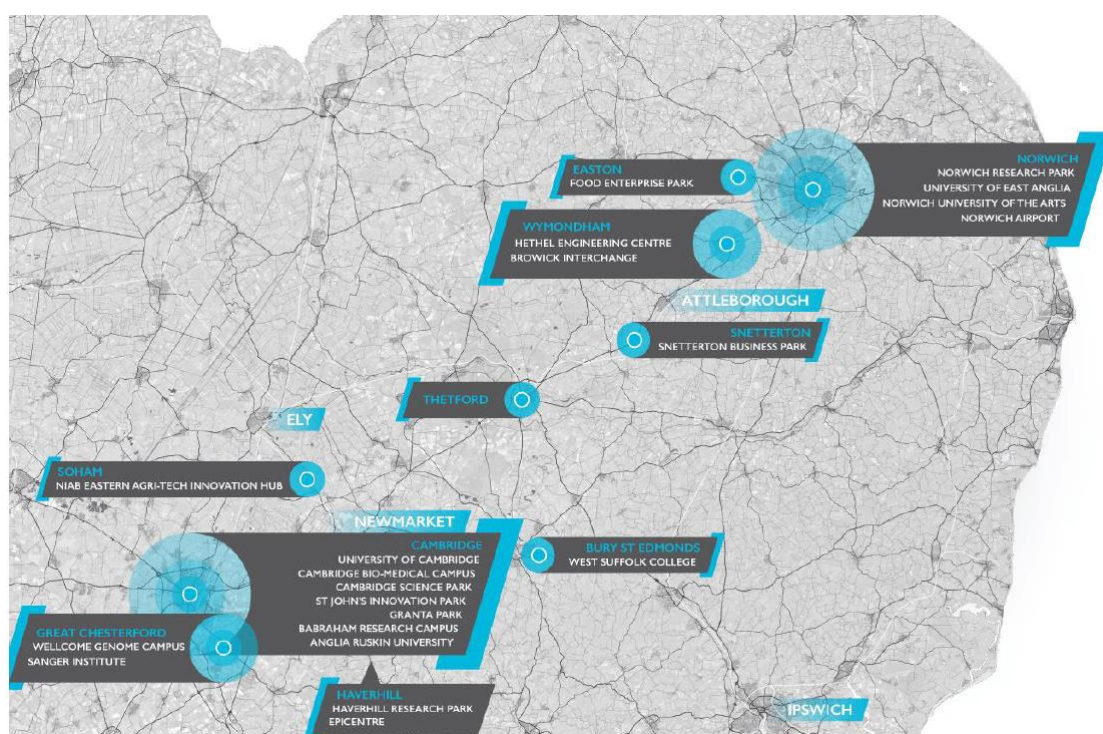 EASTON
FOOD ENTERPRISE PARK
NORWICH
NORWICH RESEARCH PARK
UNIVERSITY OF EAST ANGLIA
NORWICH UNIVERSITY OF THE ARTS
NORWICH AIRPORT
WYMONDHAM
HETHEL ENGINEERING CENTRE
BROWICK INTERCHANGE
ATTLEBOROUGH
SNETTERTON
SNETTERTON BUSINESS PARK
THETFORD
ELY
SOHAM
NIAB EASTERN AGRI-TECH INNOVATION HUB
NEWMARKET
CAMBRIDGE
UNIVERSITY OF CAMBRIDGE
CAMBRIDGE BIO-MEDICAL CAMPUS
CAMBRIDGE SCIENCE PARK
ST JOHN'S INNOVATION PARK
GRANTA PARK
BABRAHAM RESEARCH CAMPUS
ANGLIA RUSKIN UNIVERSITY
BURY ST EDMONDS
WEST SUFFOLK COLLEGE
GREAT CHESTERFORD
WELLCOME GENOME CAMPUS
SANGER INSTITUTE
HAVERHILL
HAVERHILL RESEARCH PARK
EPICENTRE
IPSWICH